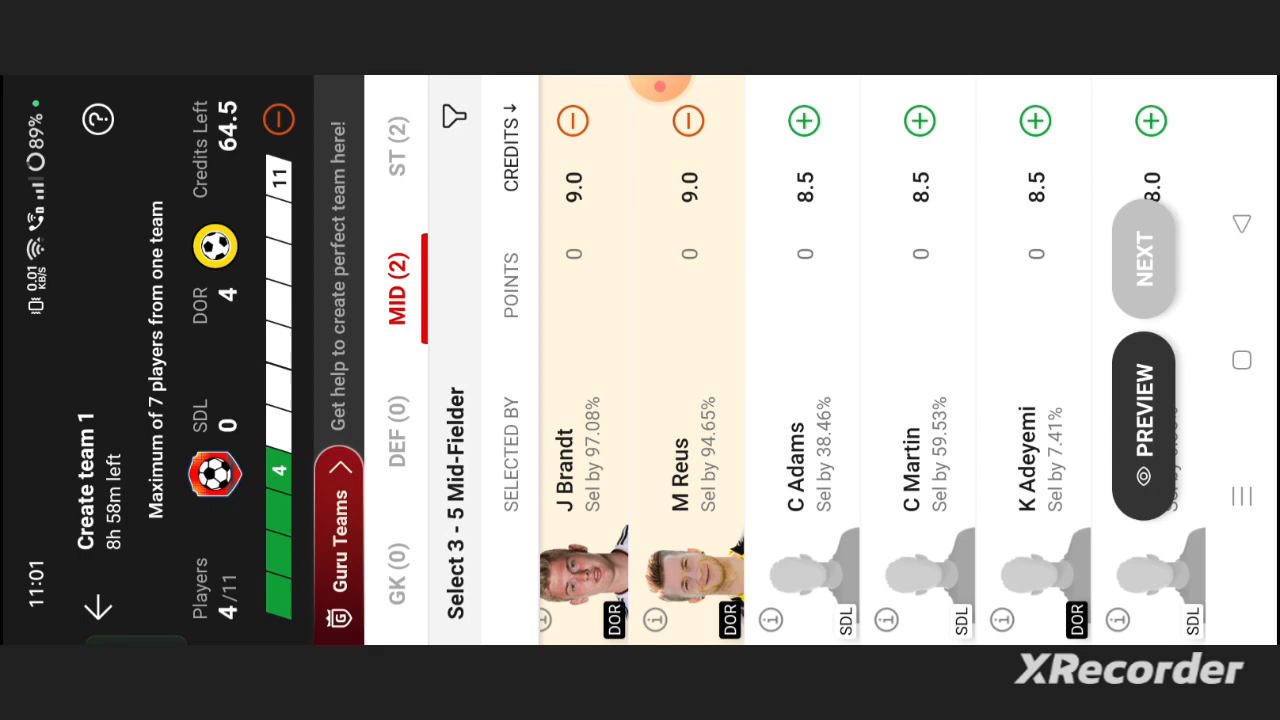 11:01
0.01 KB/S
89%
Create team 1
8h 58m left
Maximum of 7 players from one team
Players
4 /11
SDL
0
DOR
4
Credits Left
64.5
4
11
Guru Teams
Get help to create perfect team here!
GK (0)
DEF (0)
MID (2)
ST (2)
Select 3 - 5 Mid-Fielder
SELECTED BY
POINTS
CREDITS
DOR
J Brandt
Sel by 97.08%
0
9.0
DOR
M Reus
Sel by 94.65%
0
9.0
SDL
C Adams
Sel by 38.46%
0
8.5
SDL
C Martin
Sel by 59.53%
0
8.5
DOR
K Adeyemi
Sel by 7.41%
0
8.5
SDL
8.0
PREVIEW
NEXT
XRecorder